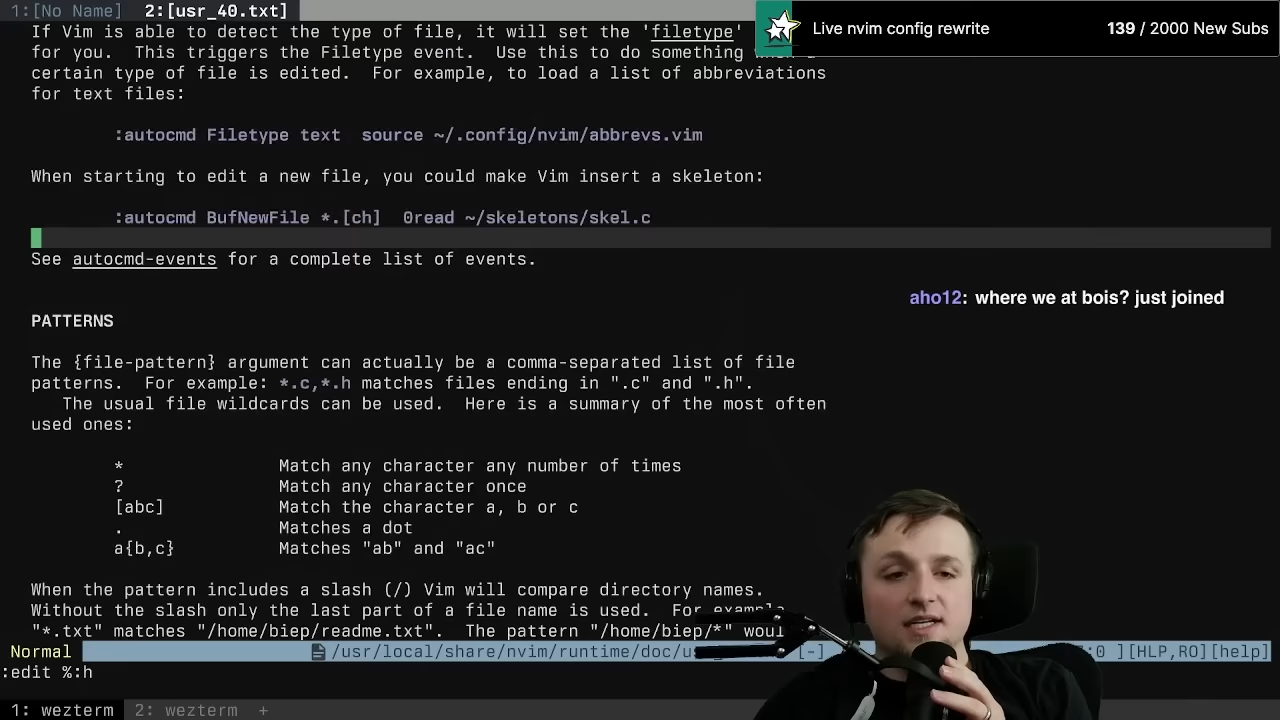 1:[No Name]  2:[usr_40.txt]
Live nvim config rewrite
139 / 2000 New Subs
If Vim is able to detect the type of file, it will set the 'filetype'
for you.  This triggers the Filetype event.  Use this to do something
certain type of file is edited.  For example, to load a list of abbreviations
for text files:
:autocmd Filetype text  source ~/.config/nvim/abbrevs.vim
When starting to edit a new file, you could make Vim insert a skeleton:
:autocmd BufNewFile *.[ch]  0read ~/skeletons/skel.c
See autocmd-events for a complete list of events.
aho12: where we at bois? just joined
PATTERNS
The {file-pattern} argument can actually be a comma-separated list of file
patterns.  For example: *.c,*.h matches files ending in ".c" and ".h".
The usual file wildcards can be used.  Here is a summary of the most often
used ones:
*  Match any character any number of times
?  Match any character once
[abc]  Match the character a, b or c
.  Matches a dot
a{b,c}  Matches "ab" and "ac"
When the pattern includes a slash (/) Vim will compare directory names.
Without the slash only the last part of a file name is used.  For example
"*.txt" matches "/home/biep/readme.txt".  The pattern "/home/biep/*"
Normal  /usr/local/share/nvim/runtime/doc/  [-]  ][HLP,RO][help]
:edit %:h
1: wezterm  2: wezterm  +